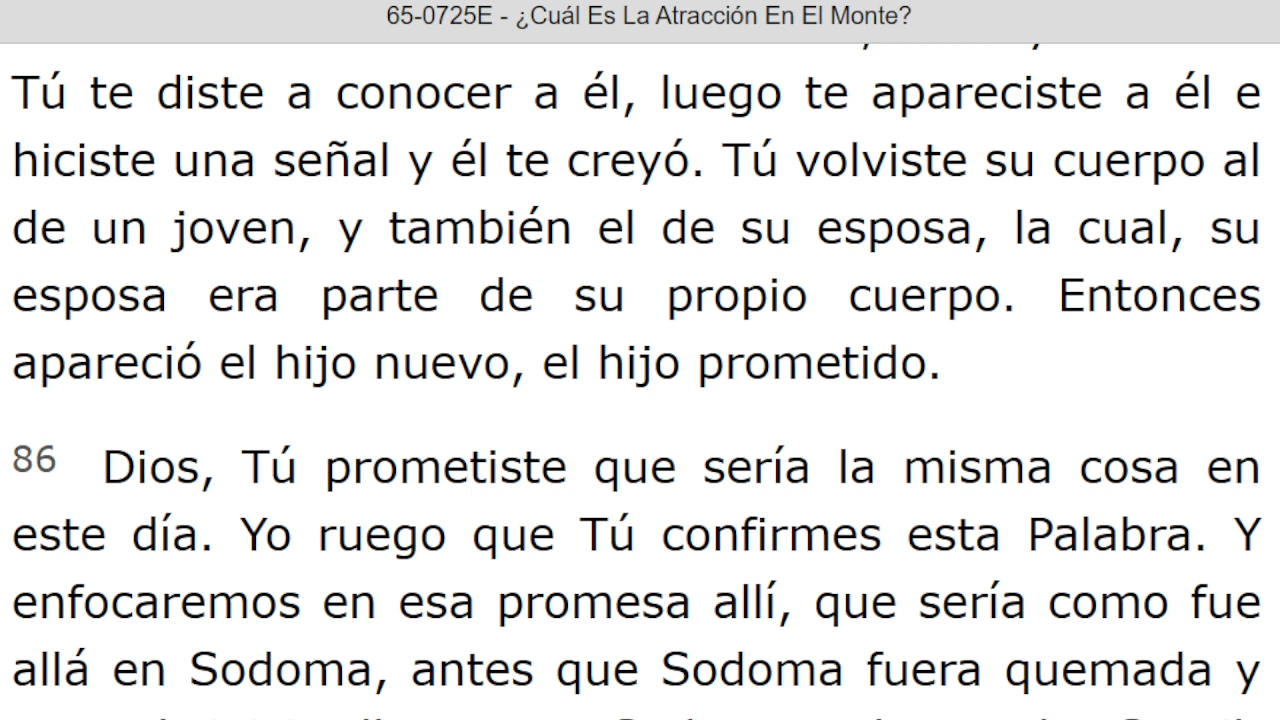 65-0725E - ¿Cuál Es La Atracción En El Monte?
Tú te diste a conocer a él, luego te apareciste a él e
hiciste una señal y él te creyó. Tú volviste su cuerpo al
de un joven, y también el de su esposa, la cual, su
esposa era parte de su propio cuerpo. Entonces
apareció el hijo nuevo, el hijo prometido.
86 Dios, Tú prometiste que sería la misma cosa en
este día. Yo ruego que Tú confirmes esta Palabra. Y
enfocaremos en esa promesa allí, que sería como fue
allá en Sodoma, antes que Sodoma fuera quemada y